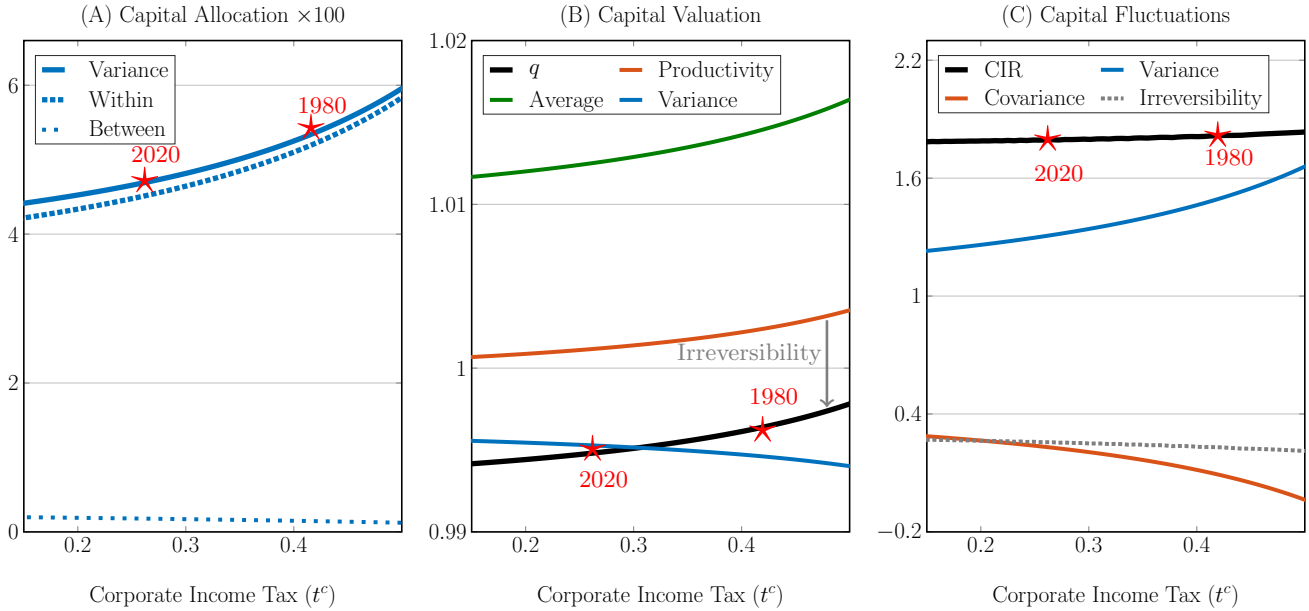 (A) Capital Allocation ×100
6
4
2
0
Variance
Within
Between
1980
2020
0.2
0.3
0.4
Corporate Income Tax (t^c)
(B) Capital Valuation
1.02
1.01
1
0.99
q
Productivity
Average
Variance
Irreversibility
1980
2020
0.2
0.3
0.4
Corporate Income Tax (t^c)
(C) Capital Fluctuations
2.2
1.6
1
0.4
−0.2
CIR
Variance
Covariance
Irreversibility
2020
1980
0.2
0.3
0.4
Corporate Income Tax (t^c)